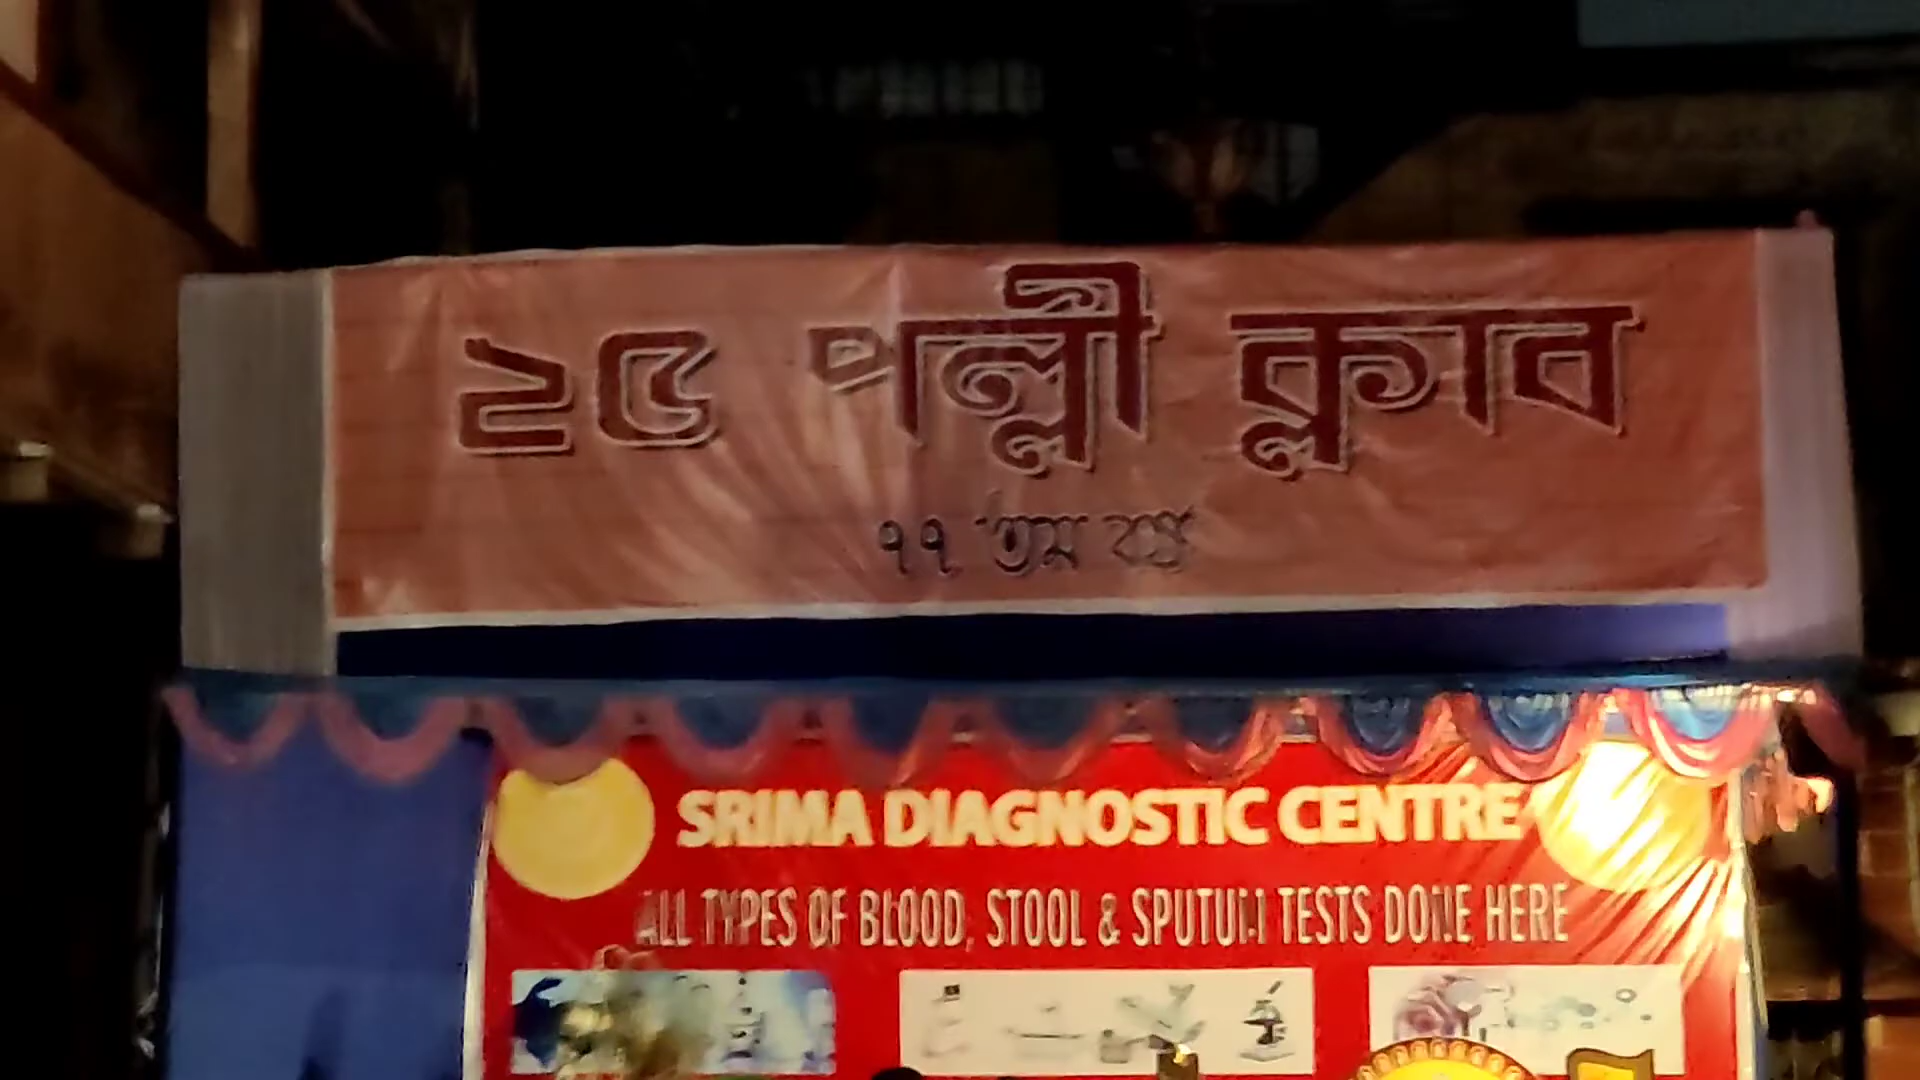 ২৫ পল্লী ক্লাব
৭৭ তম বর্ষ
SRIMA DIAGNOSTIC CENTRE
ALL TYPES OF BLOOD, STOOL & SPUTUM TESTS DONE HERE